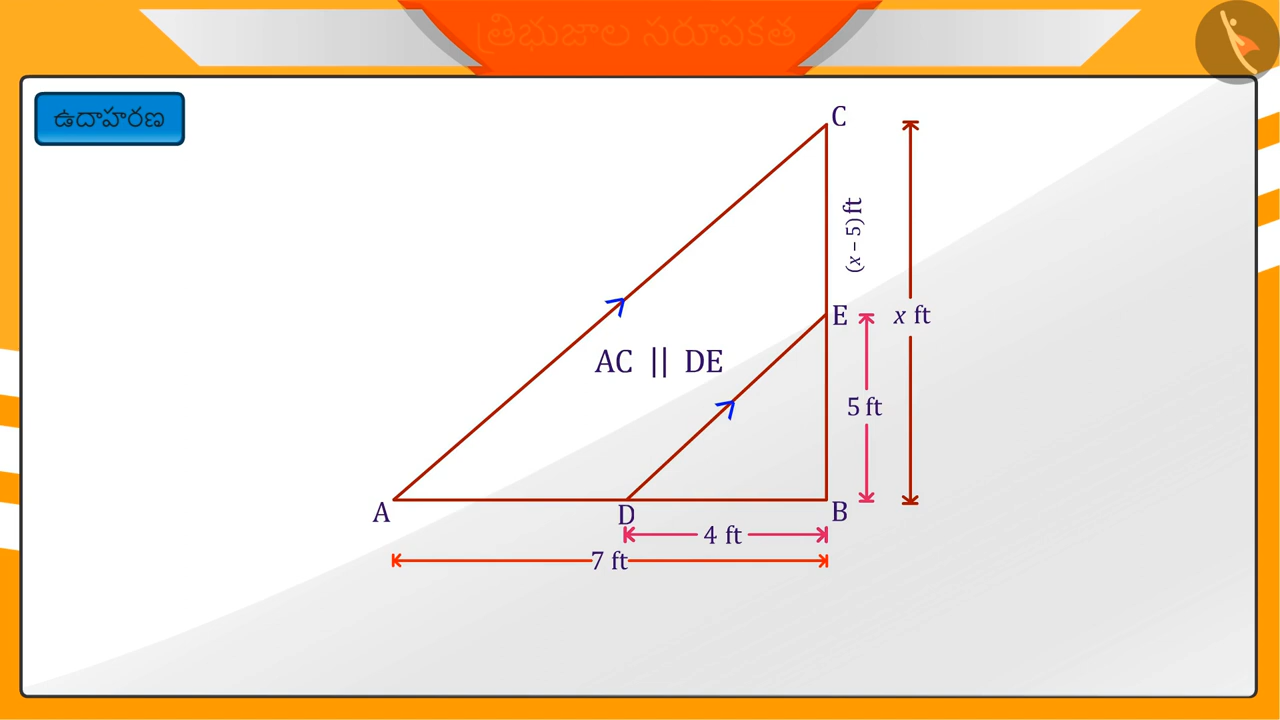 త్రిభుజాల సరూపకత
ఉదాహరణ
C
(x – 5) ft
E
x ft
AC || DE
5 ft
A
D
B
4 ft
7 ft